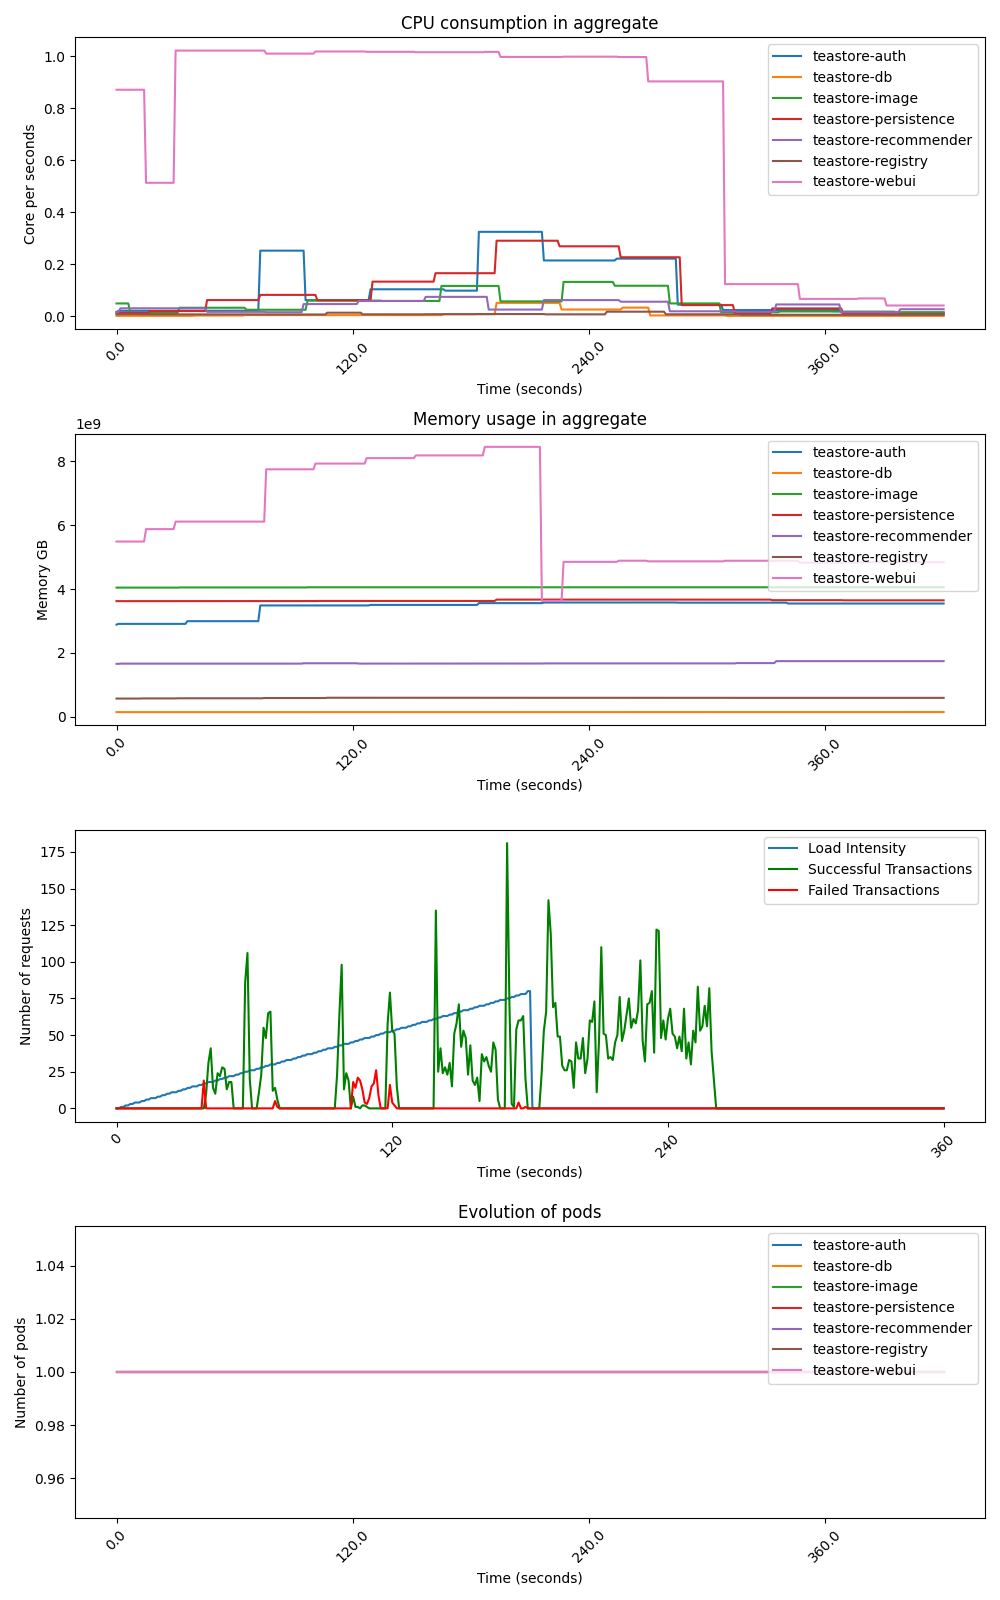 CPU consumption in aggregate
1.0
0.8
0.6
0.4
0.2
0.0
Core per seconds
teastore-auth
teastore-db
teastore-image
teastore-persistence
teastore-recommender
teastore-registry
teastore-webui
0.0
120.0
240.0
360.0
Time (seconds)
Memory usage in aggregate
1e9
8
6
4
2
0
Memory GB
teastore-auth
teastore-db
teastore-image
teastore-persistence
teastore-recommender
teastore-registry
teastore-webui
0.0
120.0
240.0
360.0
Time (seconds)
175
150
125
100
75
50
25
0
Number of requests
Load Intensity
Successful Transactions
Failed Transactions
0
120
240
360
Time (seconds)
Evolution of pods
1.04
1.02
1.00
0.98
0.96
Number of pods
teastore-auth
teastore-db
teastore-image
teastore-persistence
teastore-recommender
teastore-registry
teastore-webui
0.0
120.0
240.0
360.0
Time (seconds)